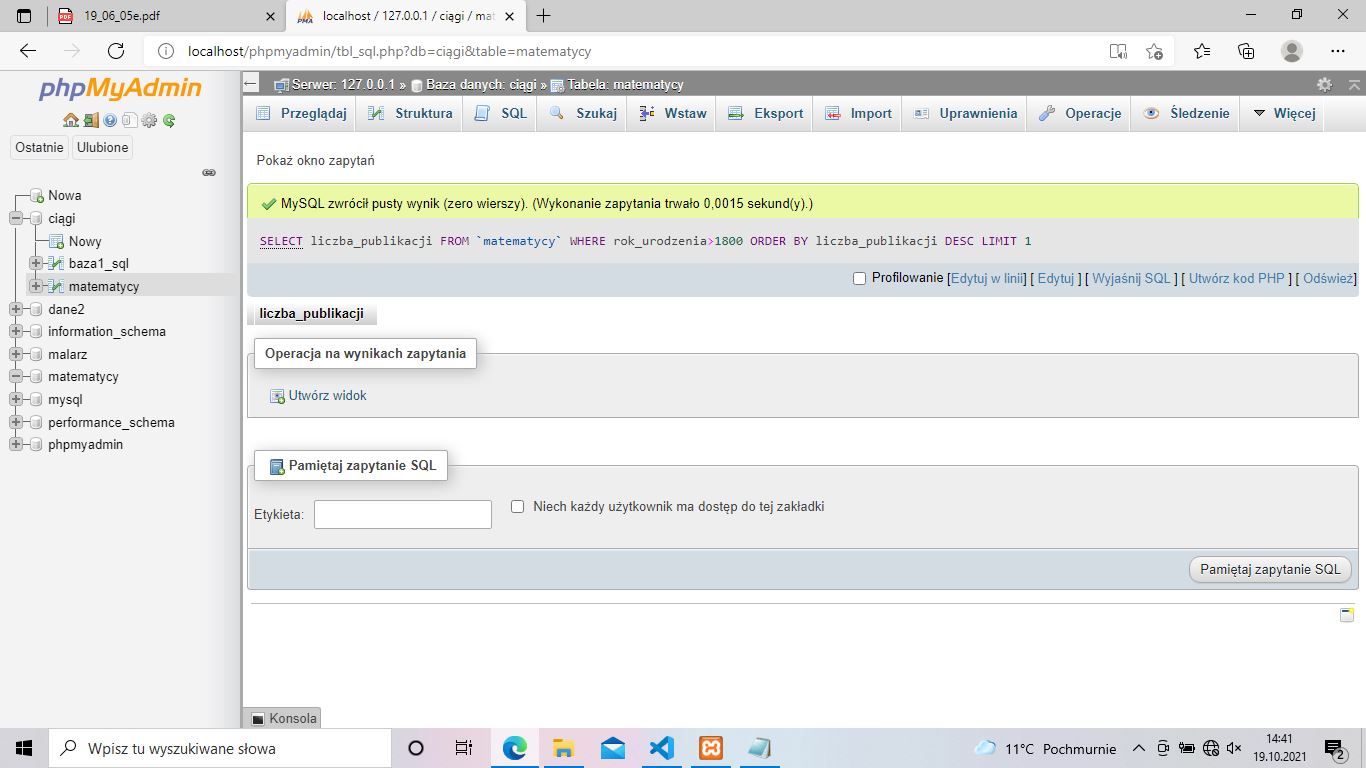 19_06_05e.pdf
localhost / 127.0.0.1 / ciągi / mat
localhost/phpmyadmin/tbl_sql.php?db=ciągi&table=matematycy
phpMyAdmin
Ostatnie Ulubione
Nowa
ciągi
Nowy
baza1_sql
matematycy
dane2
information_schema
malarz
matematycy
mysql
performance_schema
phpmyadmin
Serwer: 127.0.0.1 » Baza danych: ciągi » Tabela: matematycy
Przeglądaj Struktura SQL Szukaj Wstaw Eksport Import Uprawnienia Operacje Śledzenie Więcej
Pokaż okno zapytań
MySQL zwrócił pusty wynik (zero wierszy). (Wykonanie zapytania trwało 0,0015 sekund(y).)
SELECT liczba_publikacji FROM `matematycy` WHERE rok_urodzenia>1800 ORDER BY liczba_publikacji DESC LIMIT 1
Profilowanie [Edytuj w linii] [ Edytuj ] [ Wyjaśnij SQL ] [ Utwórz kod PHP ] [ Odśwież]
liczba_publikacji
Operacja na wynikach zapytania
Utwórz widok
Pamiętaj zapytanie SQL
Etykieta: Niech każdy użytkownik ma dostęp do tej zakładki
Pamiętaj zapytanie SQL
Konsola
Wpisz tu wyszukiwane słowa
11°C Pochmurnie
14:41
19.10.2021
2